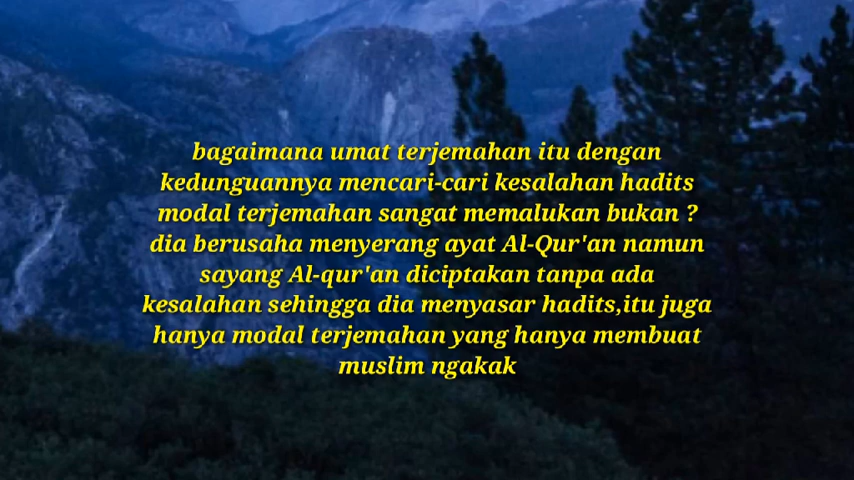 bagaimana umat terjemahan itu dengan
kedunguannya mencari-cari kesalahan hadits
modal terjemahan sangat memalukan bukan ?
dia berusaha menyerang ayat Al-Qur'an namun
sayang Al-qur'an diciptakan tanpa ada
kesalahan sehingga dia menyasar hadits,itu juga
hanya modal terjemahan yang hanya membuat
muslim ngakak